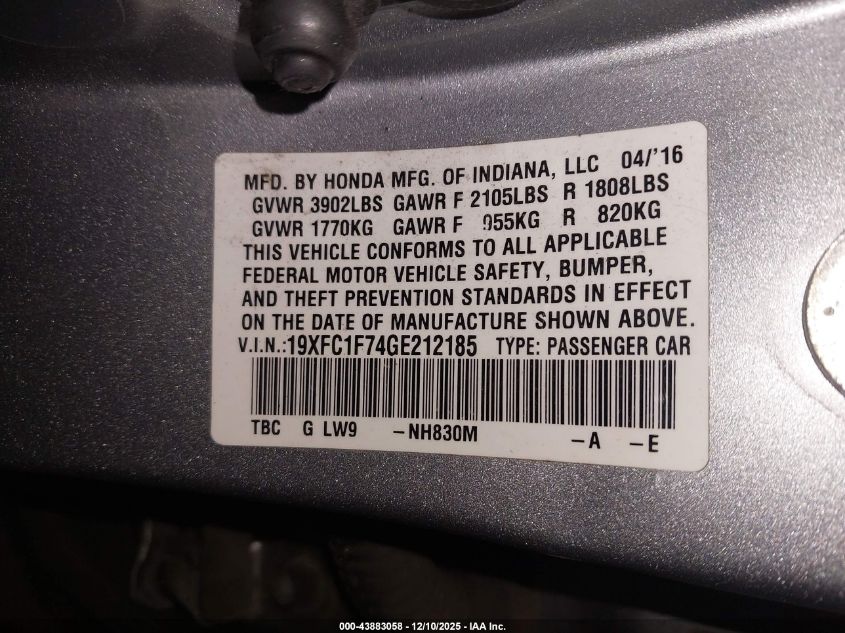 MFD. BY HONDA MFG. OF INDIANA, LLC 04/'16
GVWR 3902LBS GAWR F 2105LBS R 1808LBS
GVWR 1770KG GAWR F 955KG R 820KG
THIS VEHICLE CONFORMS TO ALL APPLICABLE
FEDERAL MOTOR VEHICLE SAFETY, BUMPER,
AND THEFT PREVENTION STANDARDS IN EFFECT
ON THE DATE OF MANUFACTURE SHOWN ABOVE.
V.I.N.:19XFC1F74GE212185 TYPE: PASSENGER CAR
TBC G LW9 -NH830M -A -E
000-43883058 - 12/10/2025 - IAA Inc.